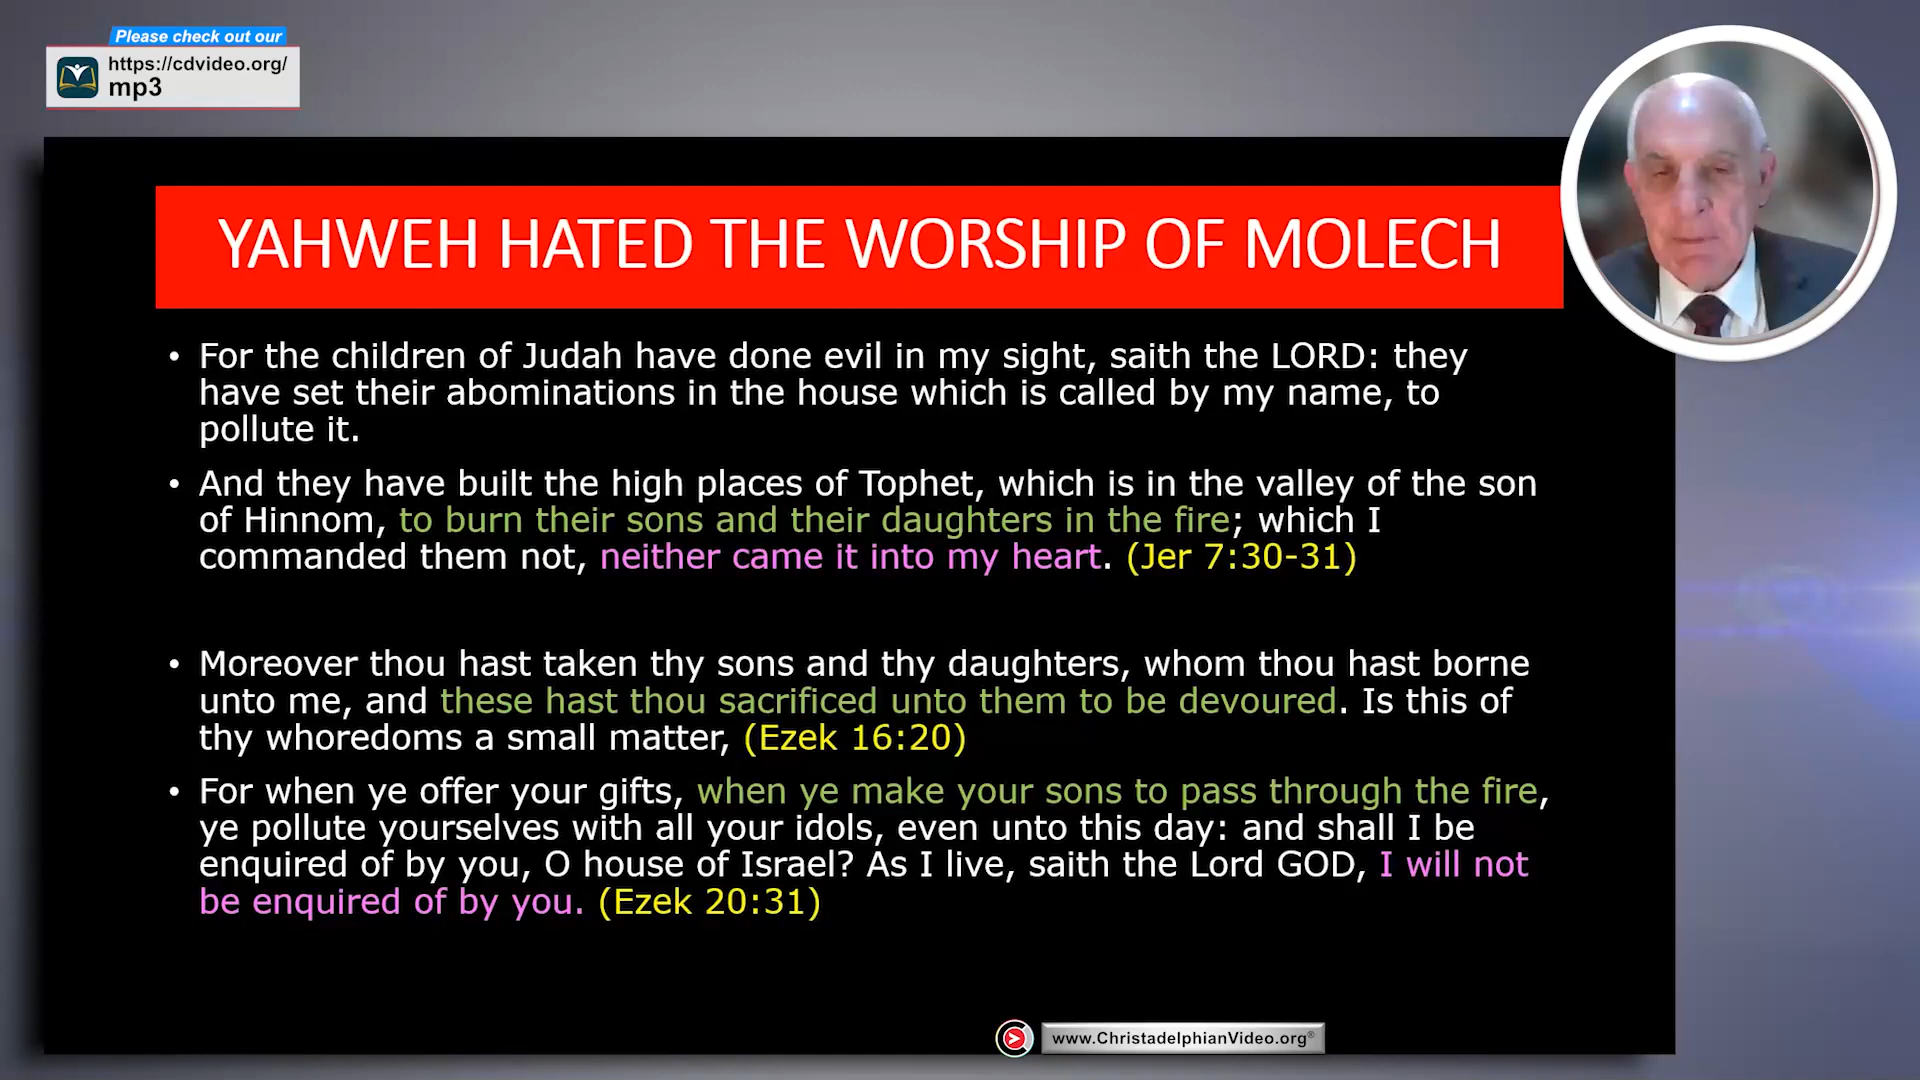 Please check out our
https://cdvideo.org/
mp3
YAHWEH HATED THE WORSHIP OF MOLECH
• For the children of Judah have done evil in my sight, saith the LORD: they
have set their abominations in the house which is called by my name, to
pollute it.
• And they have built the high places of Tophet, which is in the valley of the son
of Hinnom, to burn their sons and their daughters in the fire; which I
commanded them not, neither came it into my heart. (Jer 7:30-31)
• Moreover thou hast taken thy sons and thy daughters, whom thou hast borne
unto me, and these hast thou sacrificed unto them to be devoured. Is this of
thy whoredoms a small matter, (Ezek 16:20)
• For when ye offer your gifts, when ye make your sons to pass through the fire,
ye pollute yourselves with all your idols, even unto this day: and shall I be
enquired of by you, O house of Israel? As I live, saith the Lord GOD, I will not
be enquired of by you. (Ezek 20:31)
www.ChristadelphianVideo.org®